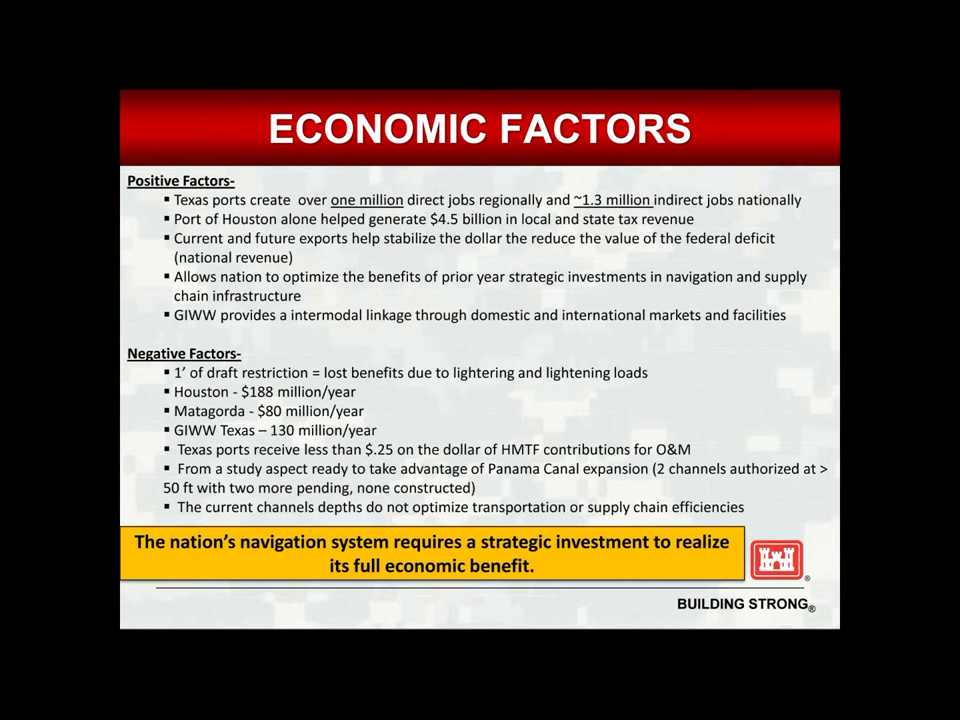 ECONOMIC FACTORS
Positive Factors-
▪ Texas ports create over one million direct jobs regionally and ~1.3 million indirect jobs nationally
▪ Port of Houston alone helped generate $4.5 billion in local and state tax revenue
▪ Current and future exports help stabilize the dollar the reduce the value of the federal deficit
(national revenue)
▪ Allows nation to optimize the benefits of prior year strategic investments in navigation and supply
chain infrastructure
▪ GIWW provides a intermodal linkage through domestic and international markets and facilities
Negative Factors-
▪ 1’ of draft restriction = lost benefits due to lightering and lightening loads
▪ Houston - $188 million/year
▪ Matagorda - $80 million/year
▪ GIWW Texas – 130 million/year
▪ Texas ports receive less than $.25 on the dollar of HMTF contributions for O&M
▪ From a study aspect ready to take advantage of Panama Canal expansion (2 channels authorized at >
50 ft with two more pending, none constructed)
▪ The current channels depths do not optimize transportation or supply chain efficiencies
The nation’s navigation system requires a strategic investment to realize
its full economic benefit.
®
BUILDING STRONG®